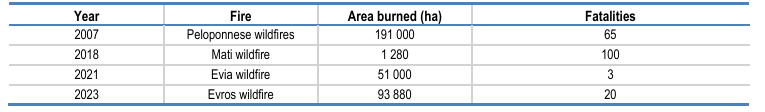 Year Fire Area burned (ha) Fatalities
2007 Peloponnese wildfires 191 000 65
2018 Mati wildfire 1 280 100
2021 Evia wildfire 51 000 3
2023 Evros wildfire 93 880 20